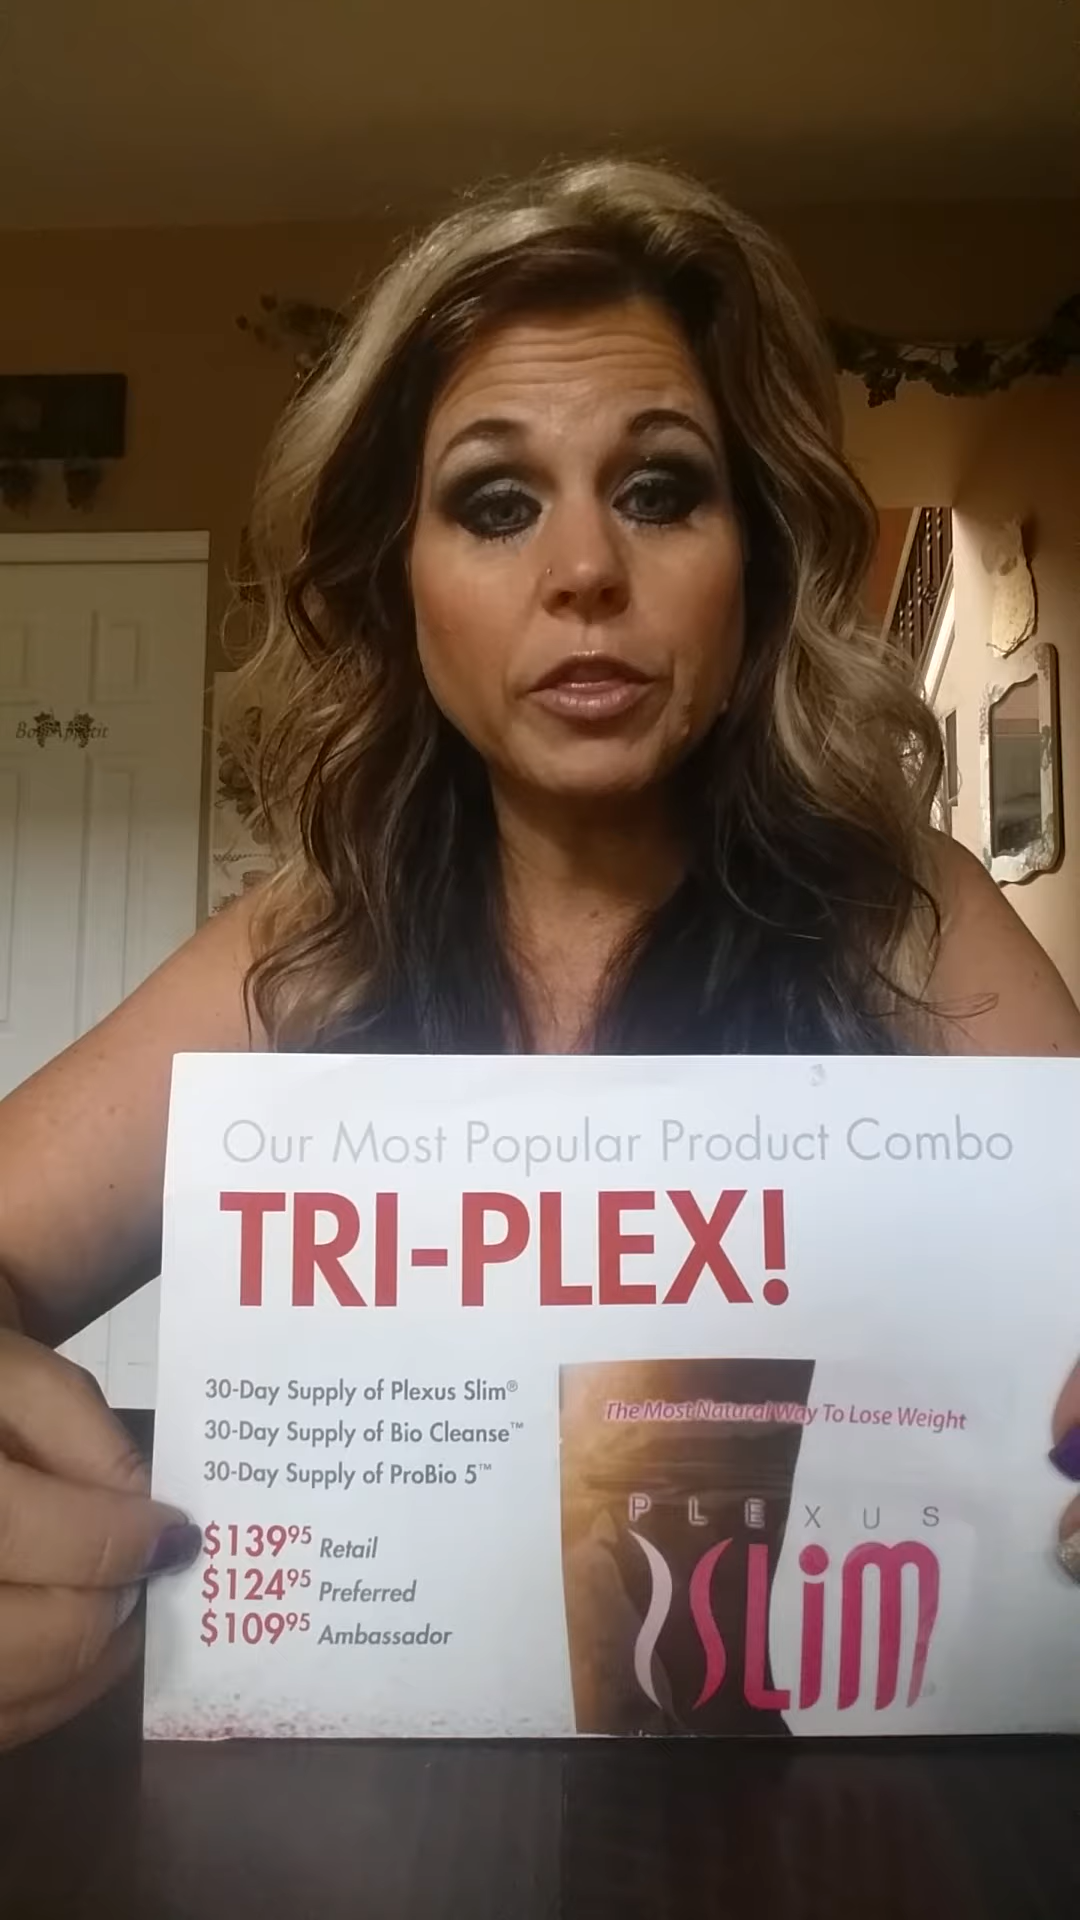 Bon Appetit
Our Most Popular Product Combo
TRI-PLEX!
30-Day Supply of Plexus Slim®
30-Day Supply of Bio Cleanse™
30-Day Supply of ProBio 5™
$139⁹⁵ Retail
$124⁹⁵ Preferred
$109⁹⁵ Ambassador
The Most Natural Way To Lose Weight
PLEXUS
SLIM